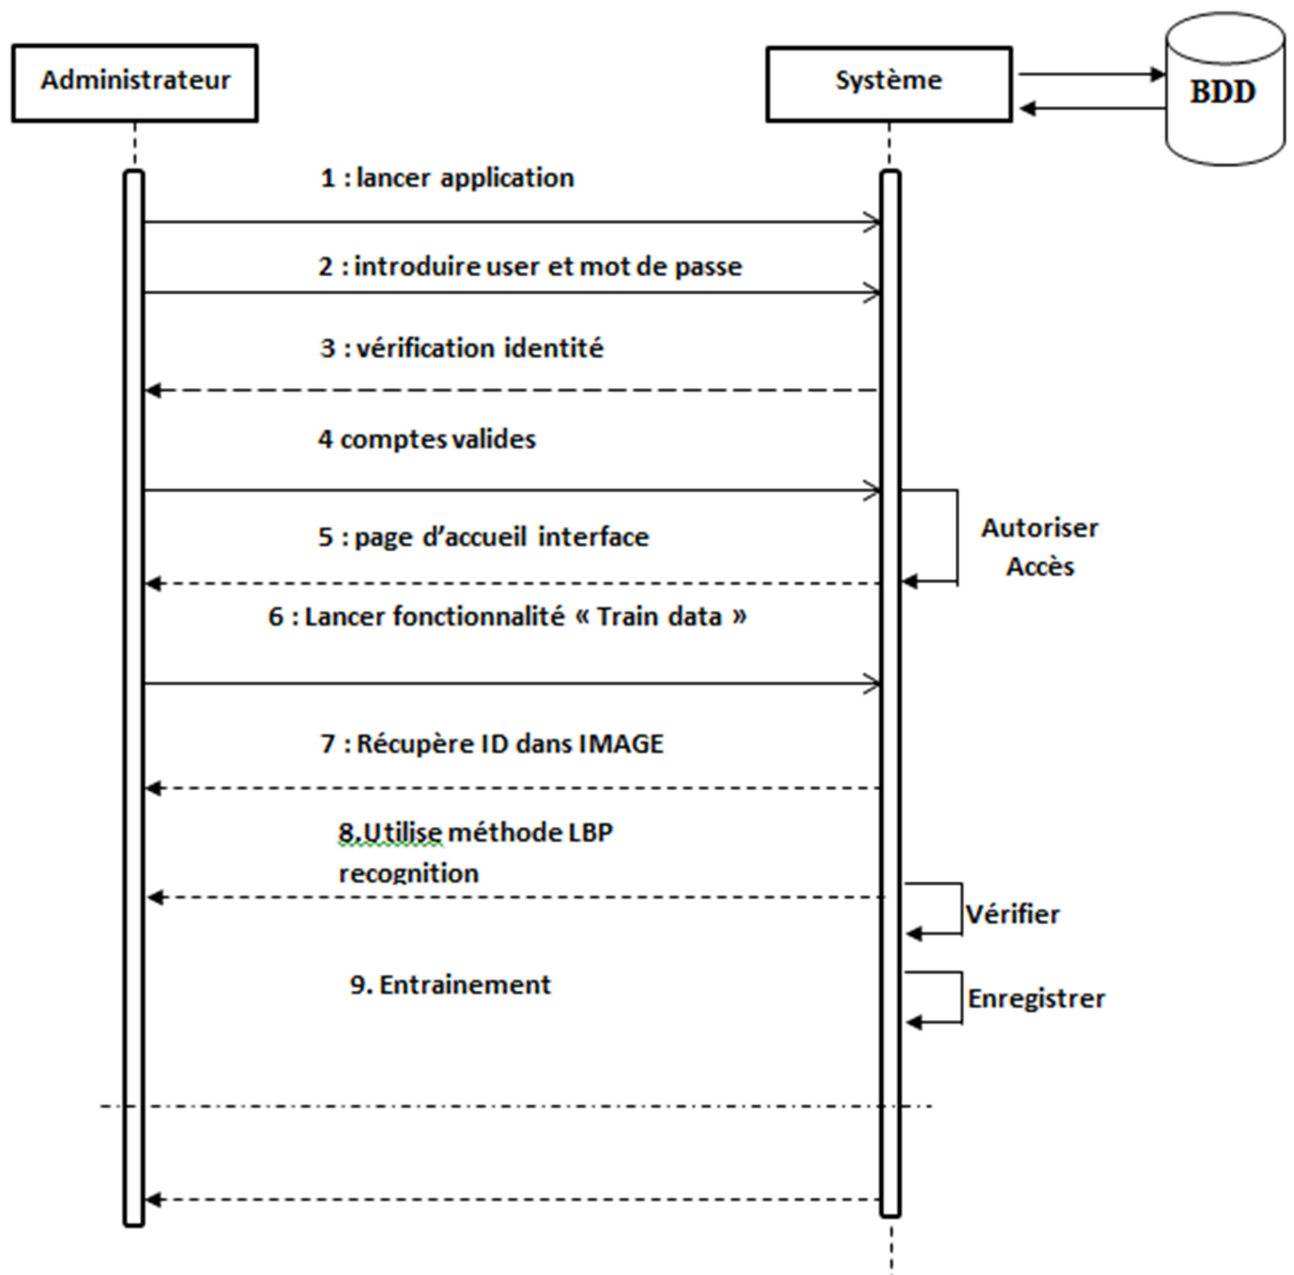 Administrateur
Système
BDD
1 : lancer application
2 : introduire user et mot de passe
3 : vérification identité
4 comptes valides
5 : page d’accueil interface
Autoriser
Accès
6 : Lancer fonctionnalité « Train data »
7 : Récupère ID dans IMAGE
8.Utilise méthode LBP
recognition
Vérifier
9. Entrainement
Enregistrer